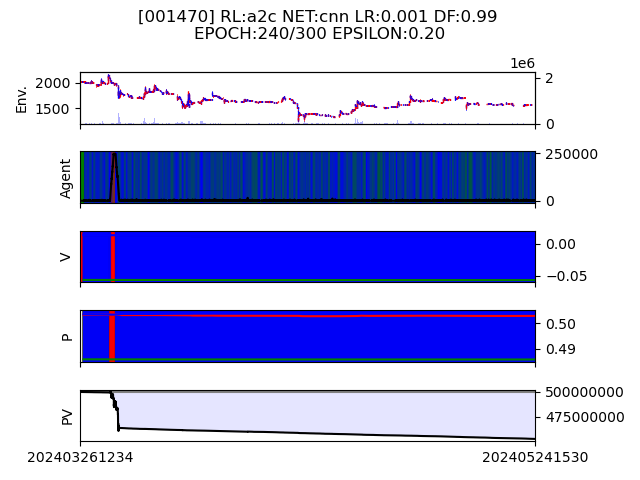 [001470] RL:a2c NET:cnn LR:0.001 DF:0.99
EPOCH:240/300 EPSILON:0.20
1e6
Env.
2000
1500
2
0
Agent
250000
0
V
0.00
−0.05
P
0.50
0.49
PV
500000000
475000000
202403261234
202405241530